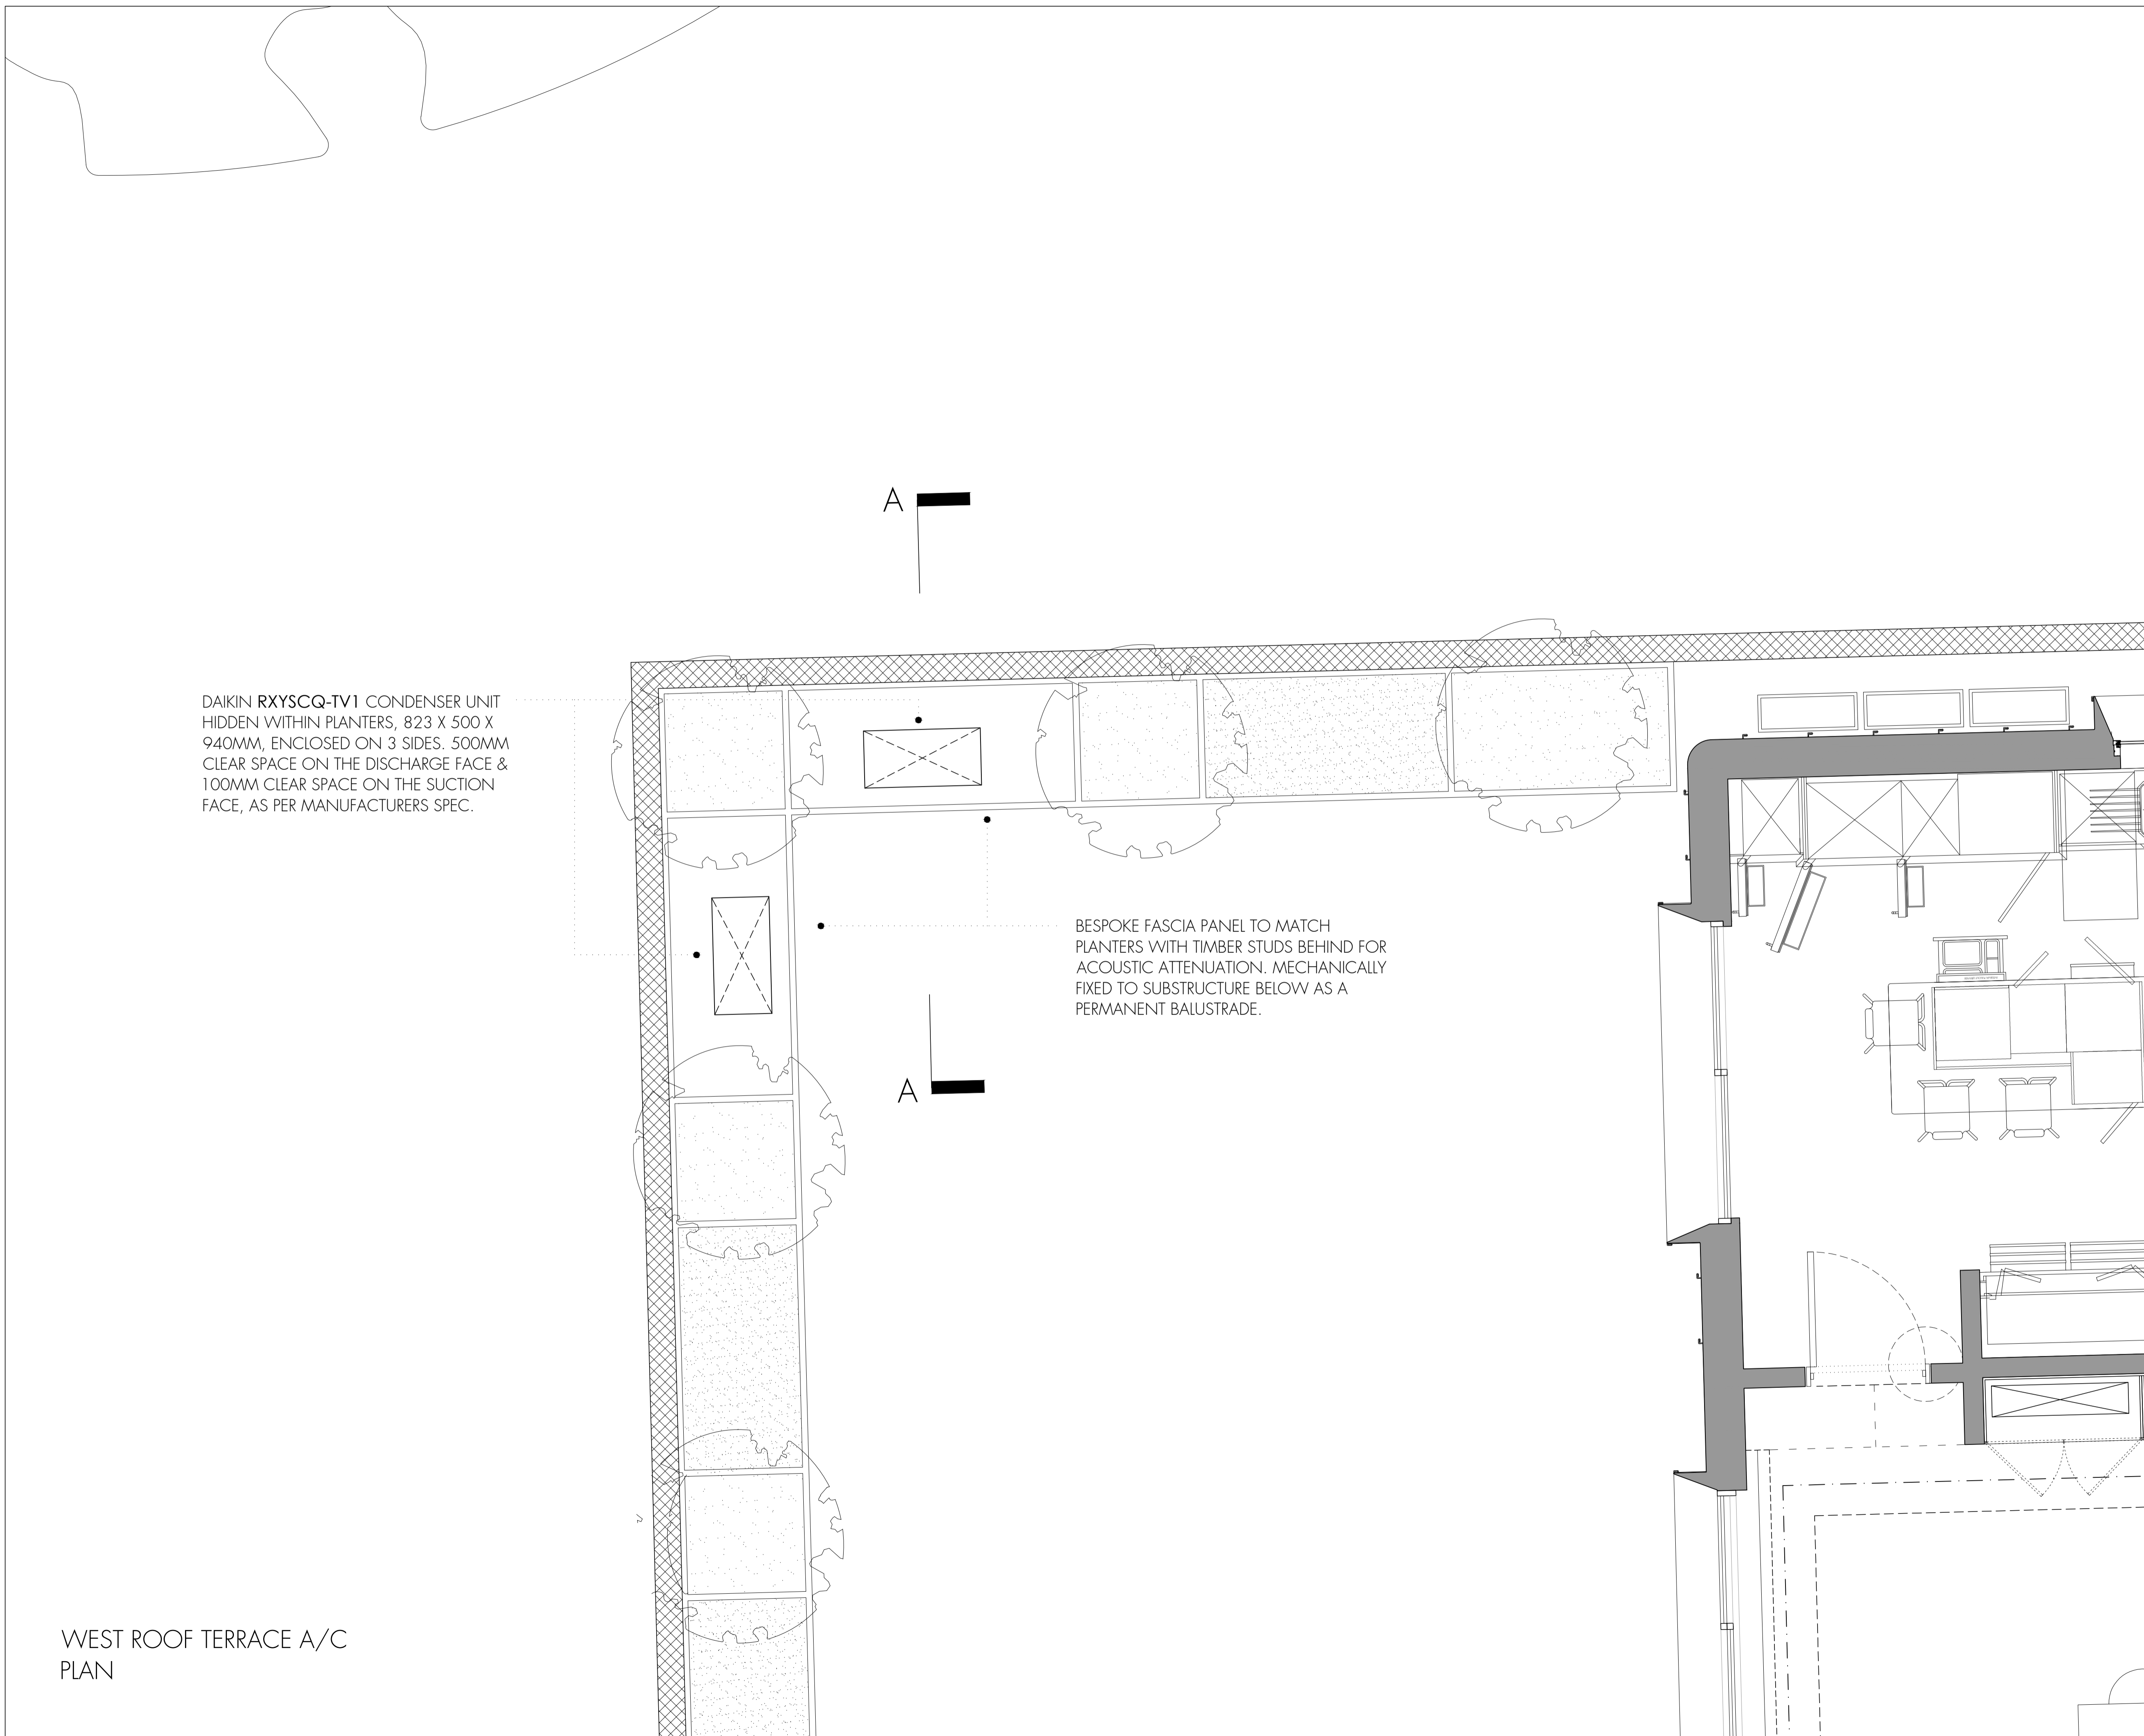 A
DAIKIN RXYSCQ-TV1 CONDENSER UNIT
HIDDEN WITHIN PLANTERS, 823 X 500 X
940MM, ENCLOSED ON 3 SIDES. 500MM
CLEAR SPACE ON THE DISCHARGE FACE &
100MM CLEAR SPACE ON THE SUCTION
FACE, AS PER MANUFACTURERS SPEC.
BESPOKE FASCIA PANEL TO MATCH
PLANTERS WITH TIMBER STUDS BEHIND FOR
ACOUSTIC ATTENUATION. MECHANICALLY
FIXED TO SUBSTRUCTURE BELOW AS A
PERMANENT BALUSTRADE.
A
WEST ROOF TERRACE A/C
PLAN